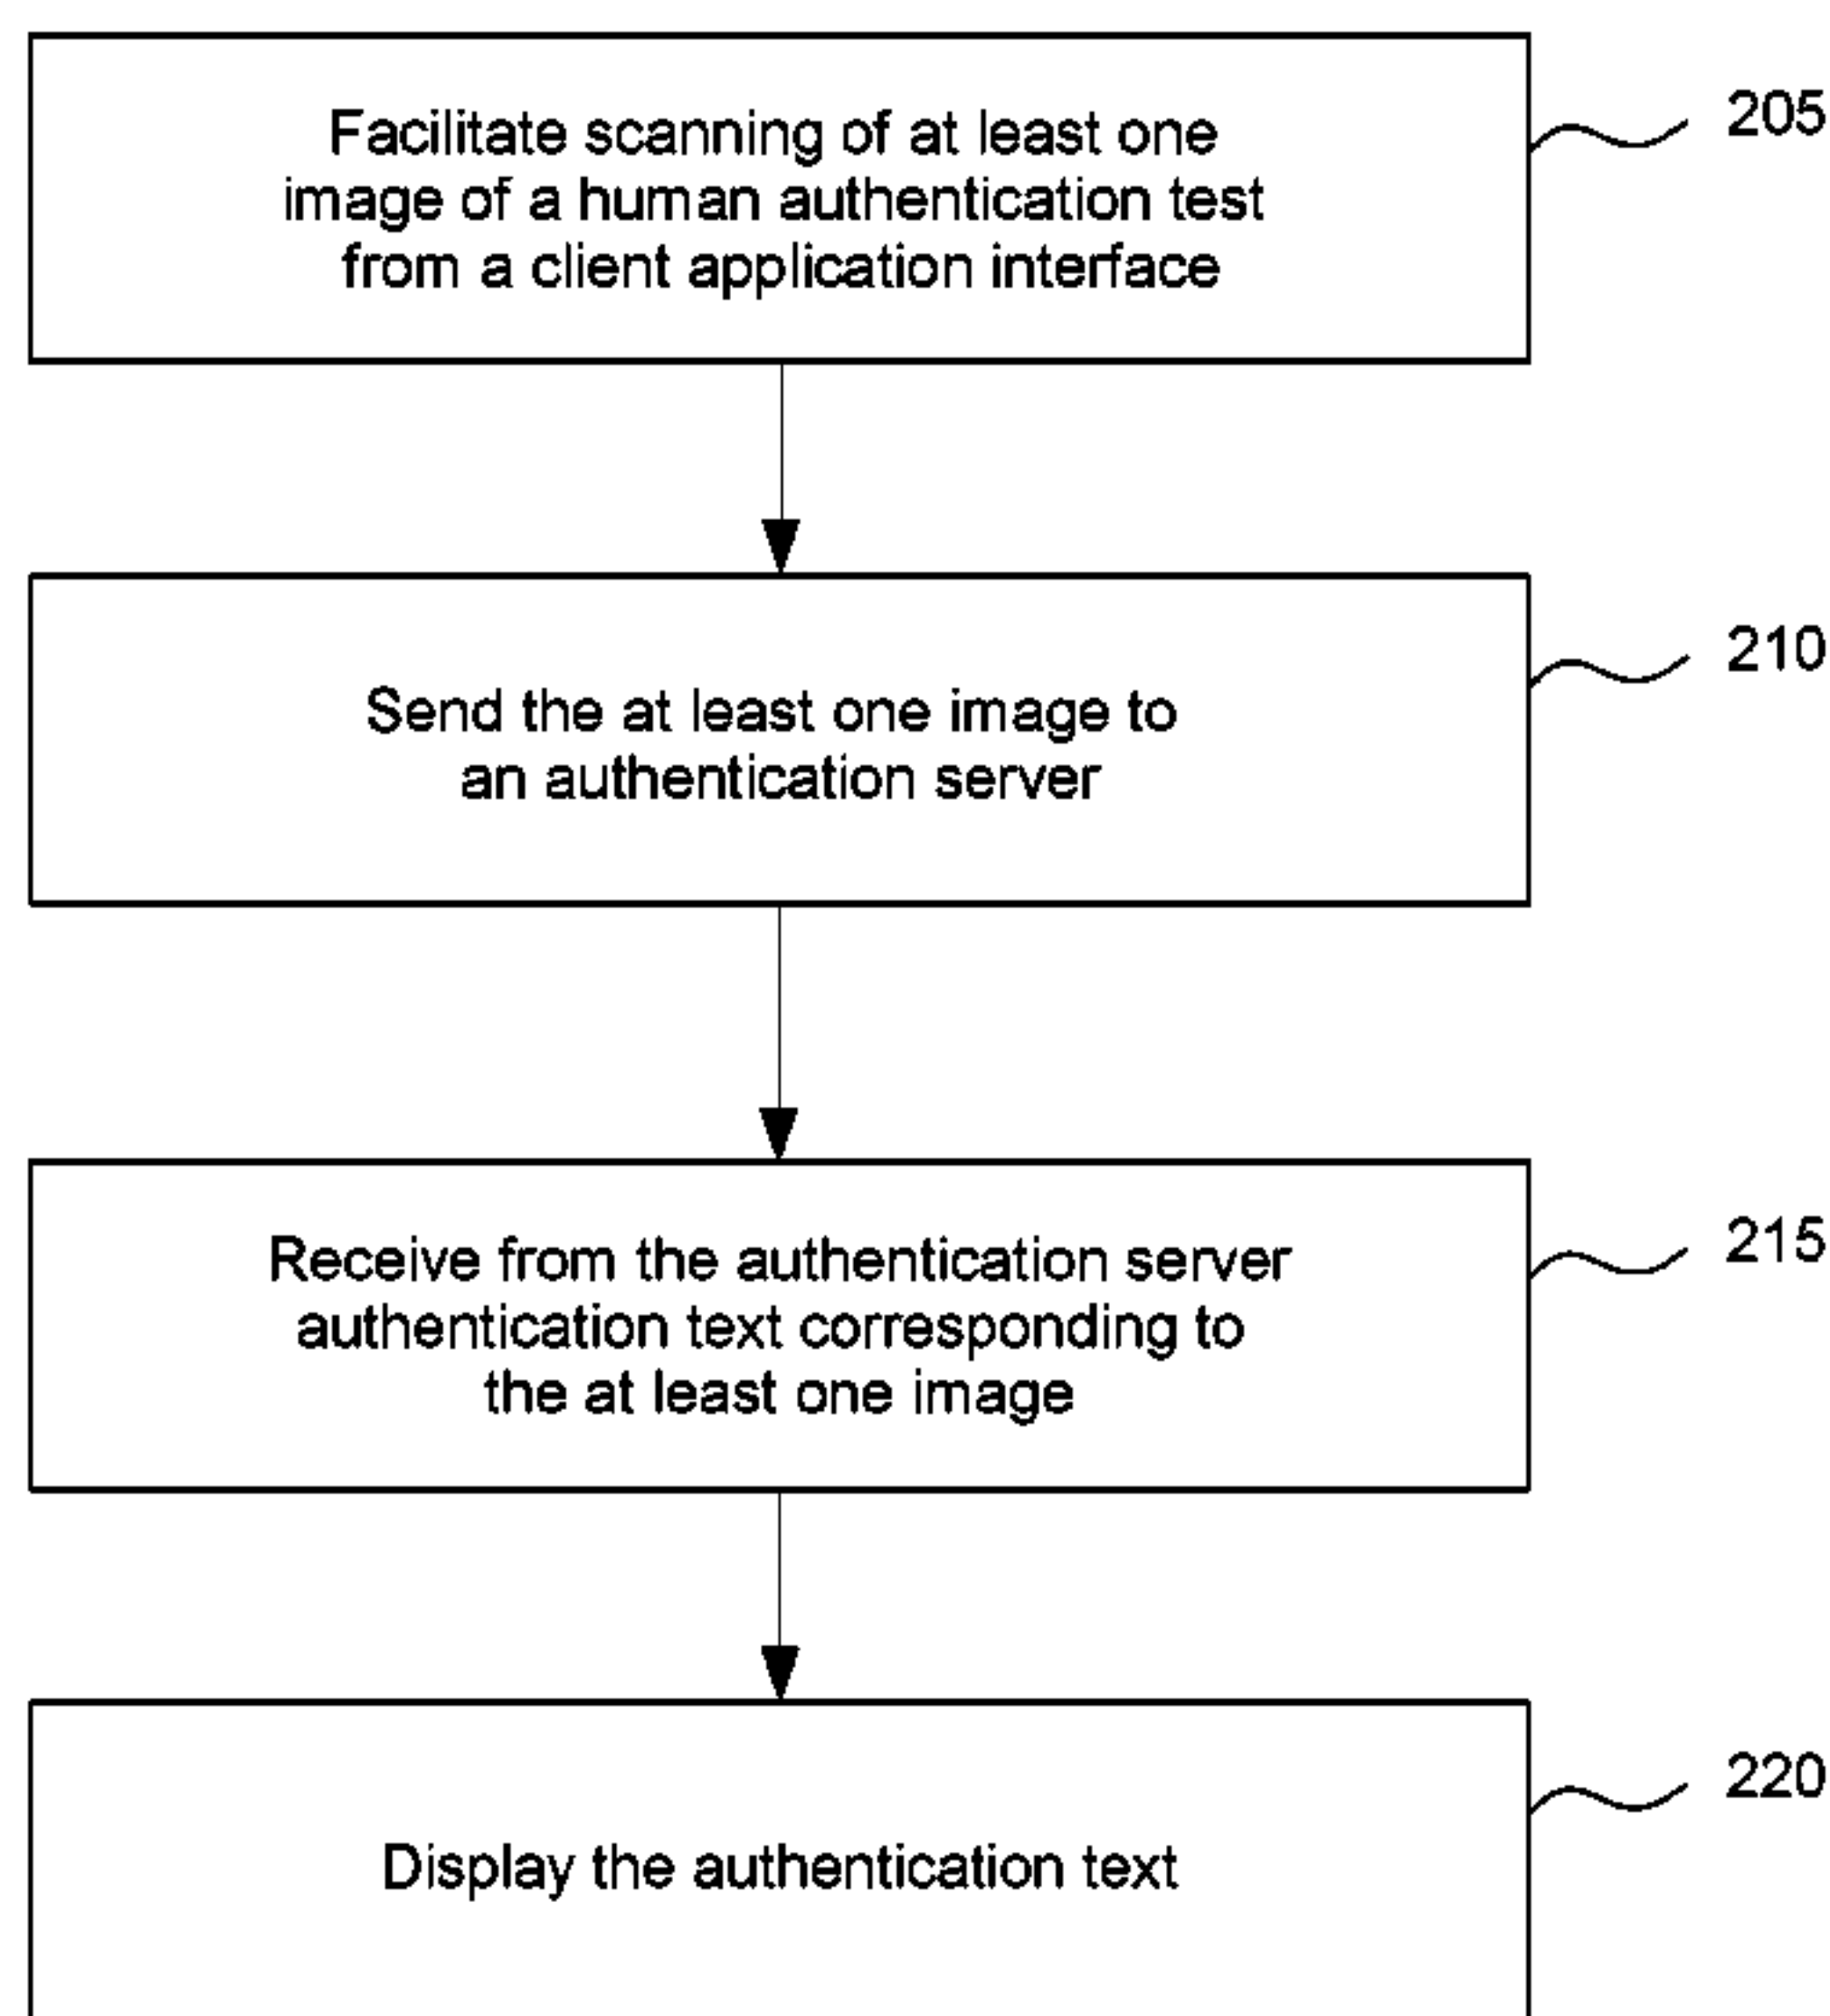 Facilitate scanning of at least one
image of a human authentication test
from a client application interface
205
Send the at least one image to
an authentication server
210
Receive from the authentication server
authentication text corresponding to
the at least one image
215
Display the authentication text
220